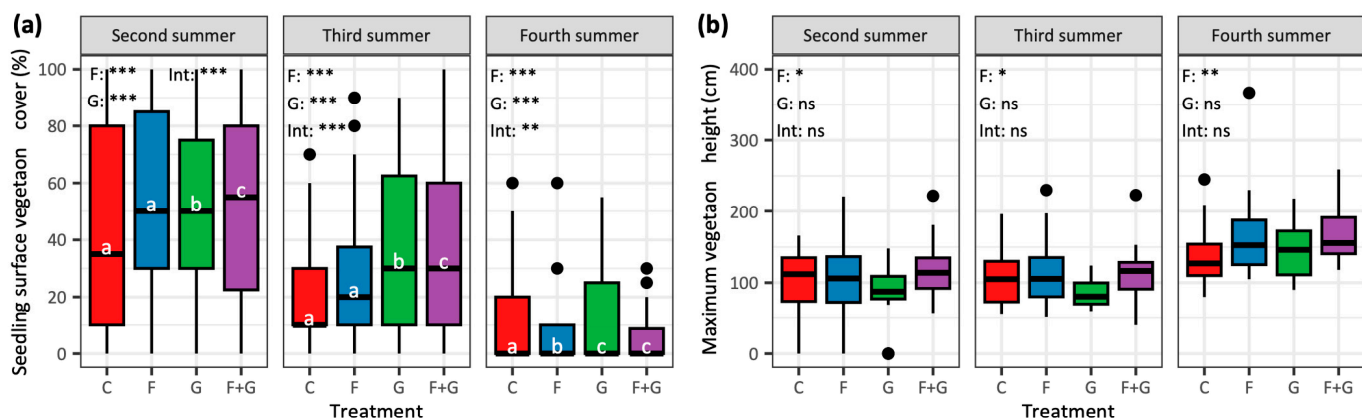 (a)
Second summer
Third summer
Fourth summer
Seedling surface vegetaon cover (%)
100
80
60
40
20
0
F: ***
Int: ***
G: ***
F: ***
G: ***
Int: ***
F: ***
G: ***
Int: **
a
a
b
c
a
a
b
c
a
b
c
c
C
F
G
F+G
C
F
G
F+G
C
F
G
F+G
Treatment
(b)
Second summer
Third summer
Fourth summer
Maximum vegetaon height (cm)
400
300
200
100
0
F: *
G: ns
Int: ns
F: *
G: ns
Int: ns
F: **
G: ns
Int: ns
C
F
G
F+G
C
F
G
F+G
C
F
G
F+G
Treatment